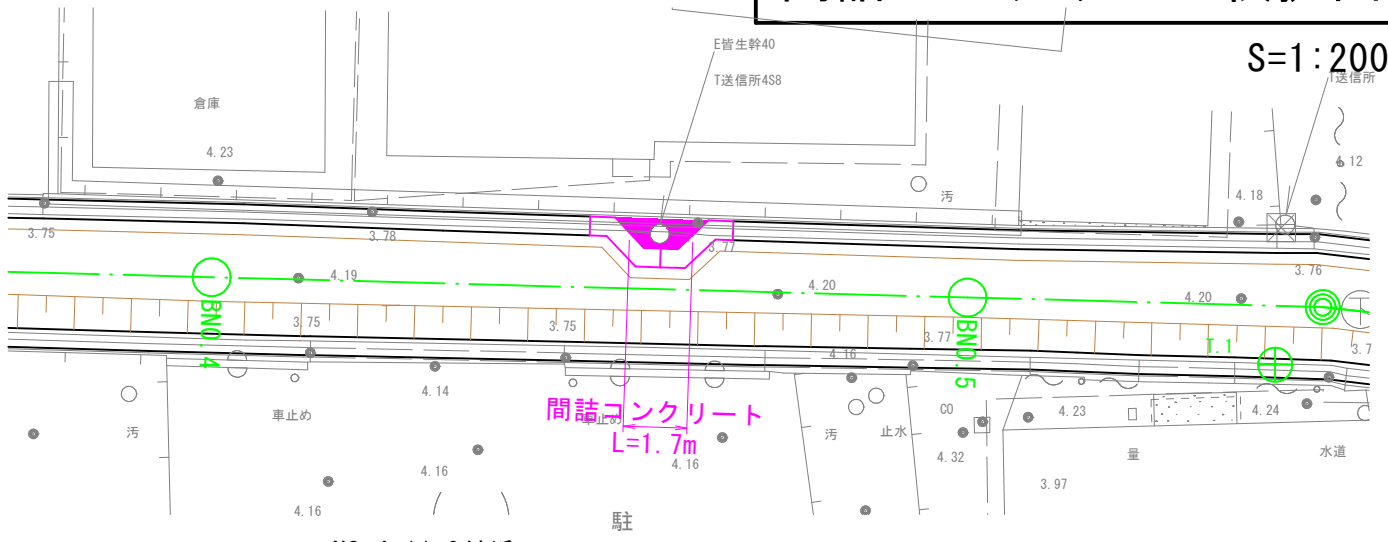 S=1:200
E皆生幹40
T送信所4S8
T送信所
倉庫
4.23
4.12
汚
4.18
3.75
3.78
3.77
3.76
4.19
4.20
4.20
BNO.4
3.75
3.75
3.77
BNO.5
T.1
4.16
3.7
4.14
間詰コンクリート
L=1.7m
車止め
車止め
汚
汚
止水
CO
4.23
4.24
4.32
量
水道
4.16
4.16
3.97
4.16
駐